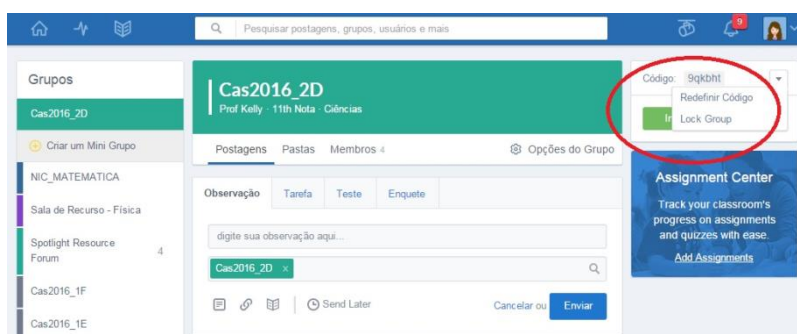 Pesquisar postagens, grupos, usuários e mais
9
Grupos
Cas2016_2D
Criar um Mini Grupo
NIC_MATEMATICA
Sala de Recurso - Física
Spotlight Resource
Forum
4
Cas2016_1F
Cas2016_1E
Cas2016_2D
Prof Kelly · 11th Nota · Ciências
Postagens Pastas Membros 4 Opções do Grupo
Observação Tarefa Teste Enquete
digite sua observação aqui...
Cas2016_2D ×
Send Later Cancelar ou Enviar
Código: 9qkbht
Redefinir Código
Lock Group
Assignment Center
Track your classroom's
progress on assignments
and quizzes with ease.
Add Assignments